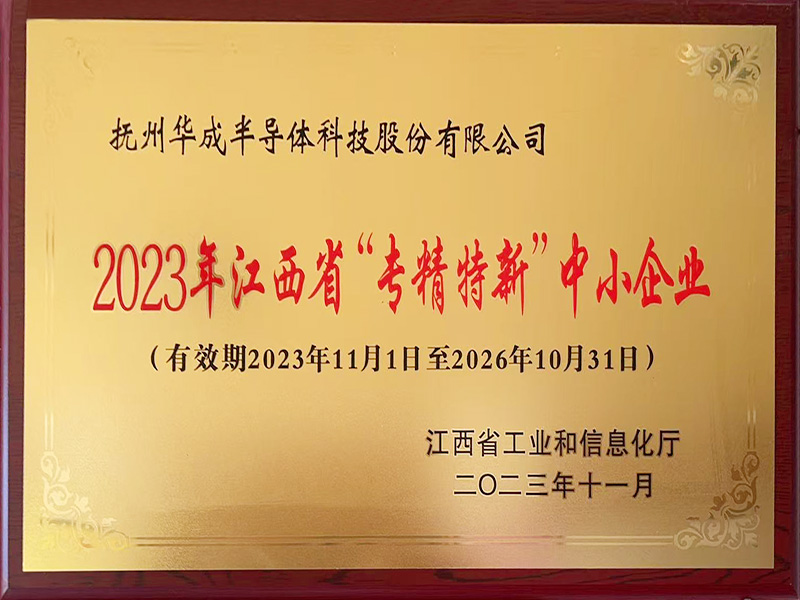 抚州华成半导体科技股份有限公司
2023年江西省“专精特新”中小企业
（有效期2023年11月1日至2026年10月31日）
江西省工业和信息化厅
二〇二三年十一月